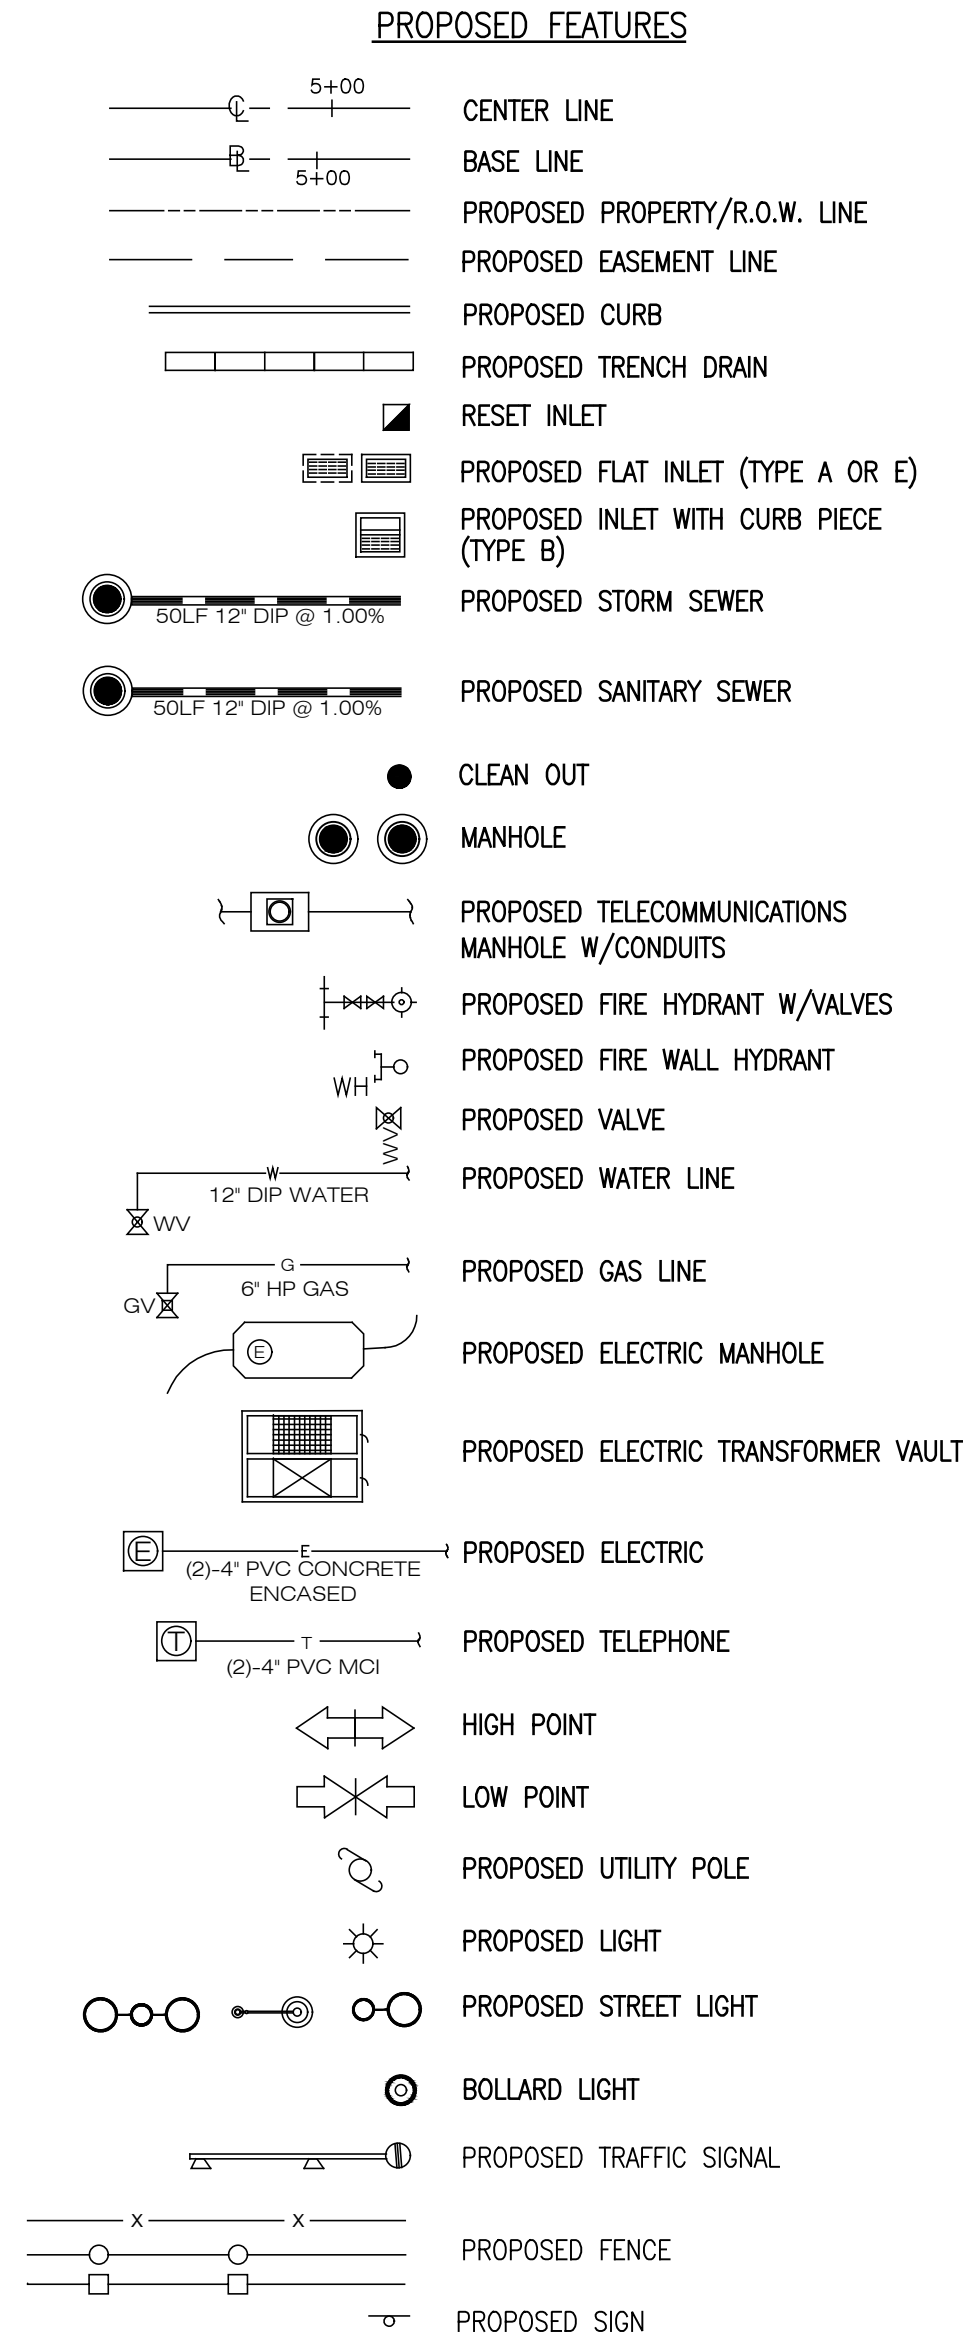 PROPOSED FEATURES
5+00
CL
CENTER LINE
BL
BASE LINE
5+00
PROPOSED PROPERTY/R.O.W. LINE
PROPOSED EASEMENT LINE
PROPOSED CURB
PROPOSED TRENCH DRAIN
RESET INLET
PROPOSED FLAT INLET (TYPE A OR E)
PROPOSED INLET WITH CURB PIECE
(TYPE B)
PROPOSED STORM SEWER
50LF 12" DIP @ 1.00%
PROPOSED SANITARY SEWER
50LF 12" DIP @ 1.00%
CLEAN OUT
MANHOLE
PROPOSED TELECOMMUNICATIONS
MANHOLE W/CONDUITS
PROPOSED FIRE HYDRANT W/VALVES
PROPOSED FIRE WALL HYDRANT
WH
PROPOSED VALVE
WV
W
PROPOSED WATER LINE
12" DIP WATER
WV
G
PROPOSED GAS LINE
6" HP GAS
GV
E
PROPOSED ELECTRIC MANHOLE
PROPOSED ELECTRIC TRANSFORMER VAULT
E
E
PROPOSED ELECTRIC
(2)-4" PVC CONCRETE
ENCASED
T
T
PROPOSED TELEPHONE
(2)-4" PVC MCI
HIGH POINT
LOW POINT
PROPOSED UTILITY POLE
PROPOSED LIGHT
PROPOSED STREET LIGHT
BOLLARD LIGHT
PROPOSED TRAFFIC SIGNAL
X X
PROPOSED FENCE
PROPOSED SIGN